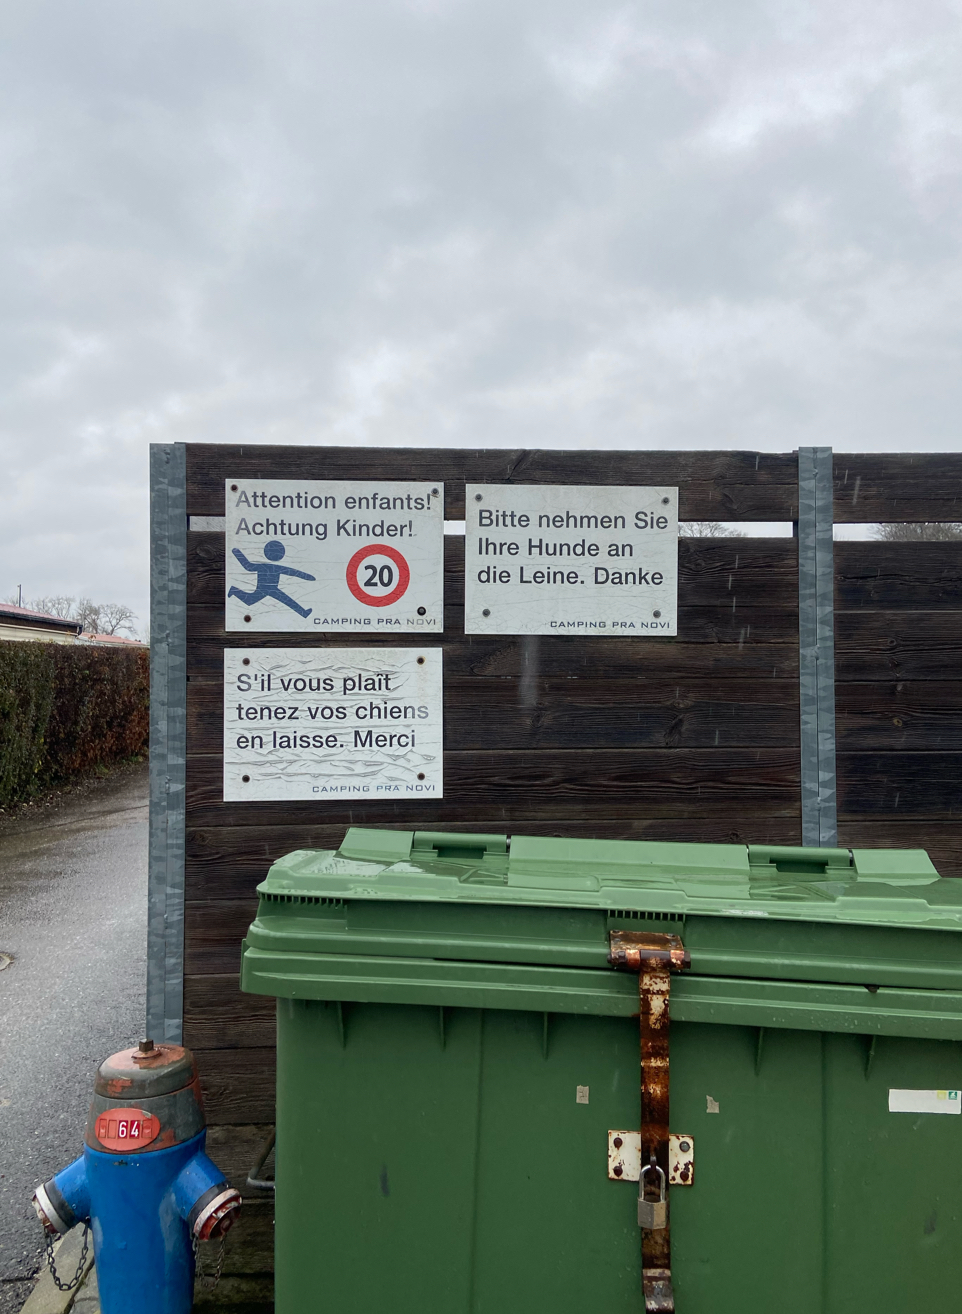 Attention enfants!
Achtung Kinder!
20
CAMPING PRA NOVI
Bitte nehmen Sie
Ihre Hunde an
die Leine. Danke
CAMPING PRA NOVI
S'il vous plaît
tenez vos chiens
en laisse. Merci
CAMPING PRA NOVI
64